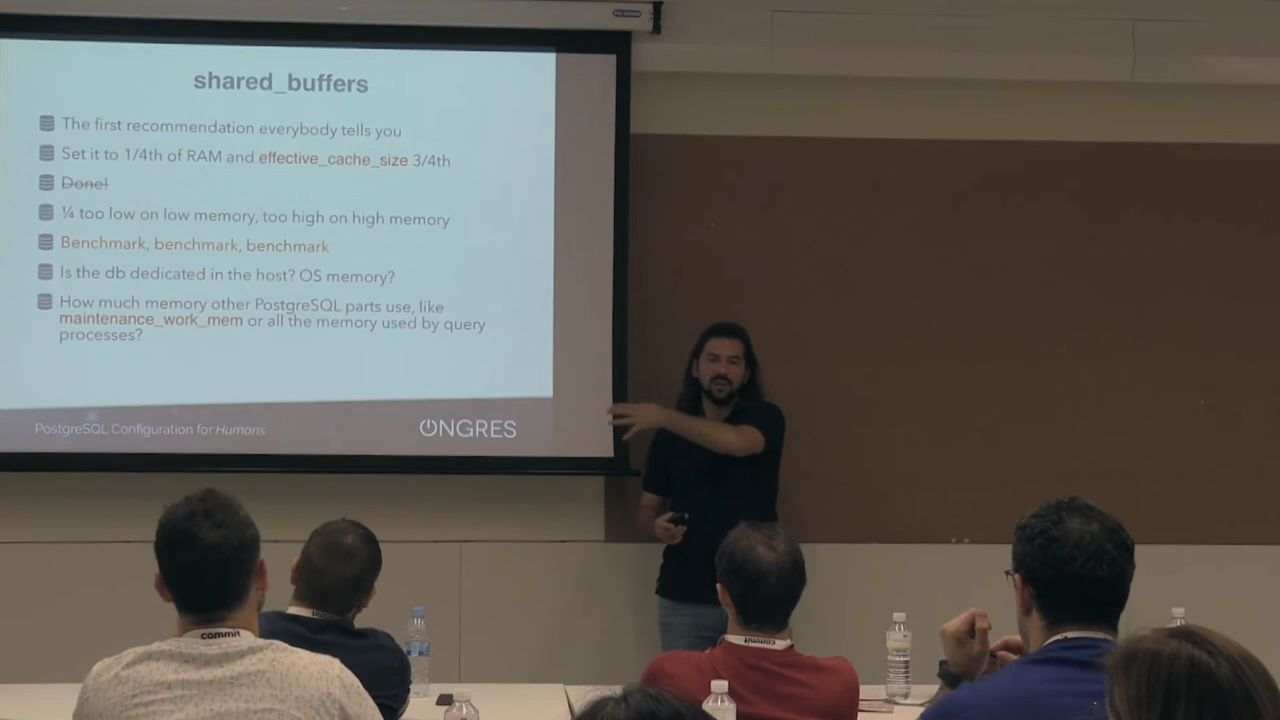 shared_buffers
The first recommendation everybody tells you
Set it to 1/4th of RAM and effective_cache_size 3/4th
Done!
¼ too low on low memory, too high on high memory
Benchmark, benchmark, benchmark
Is the db dedicated in the host? OS memory?
How much memory other PostgreSQL parts use, like
maintenance_work_mem or all the memory used by query
processes?
PostgreSQL Configuration for Humans
ONGRES
commit
commit
commit